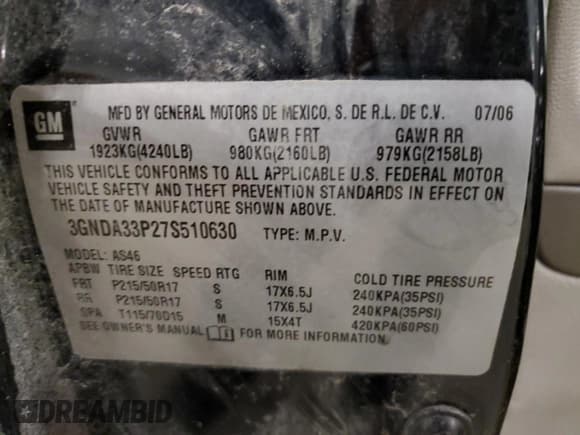 GM
MFD BY GENERAL MOTORS DE MEXICO, S. DE R.L. DE C.V. 07/06
GVWR GAWR FRT GAWR RR
1923KG(4240LB) 980KG(2160LB) 979KG(2158LB)
THIS VEHICLE CONFORMS TO ALL APPLICABLE U.S. FEDERAL MOTOR
VEHICLE SAFETY AND THEFT PREVENTION STANDARDS IN EFFECT ON
THE DATE OF MANUFACTURE SHOWN ABOVE.
3GNDA33P27S510630 TYPE: M.P.V.
MODEL: AS46
APBW TIRE SIZE SPEED RTG RIM COLD TIRE PRESSURE
FRT P215/50R17 S 17X6.5J 240KPA(35PSI)
RR P215/50R17 S 17X6.5J 240KPA(35PSI)
SPA T115/70D15 M 15X4T 420KPA(60PSI)
SEE OWNER'S MANUAL FOR MORE INFORMATION.
DREAMBID